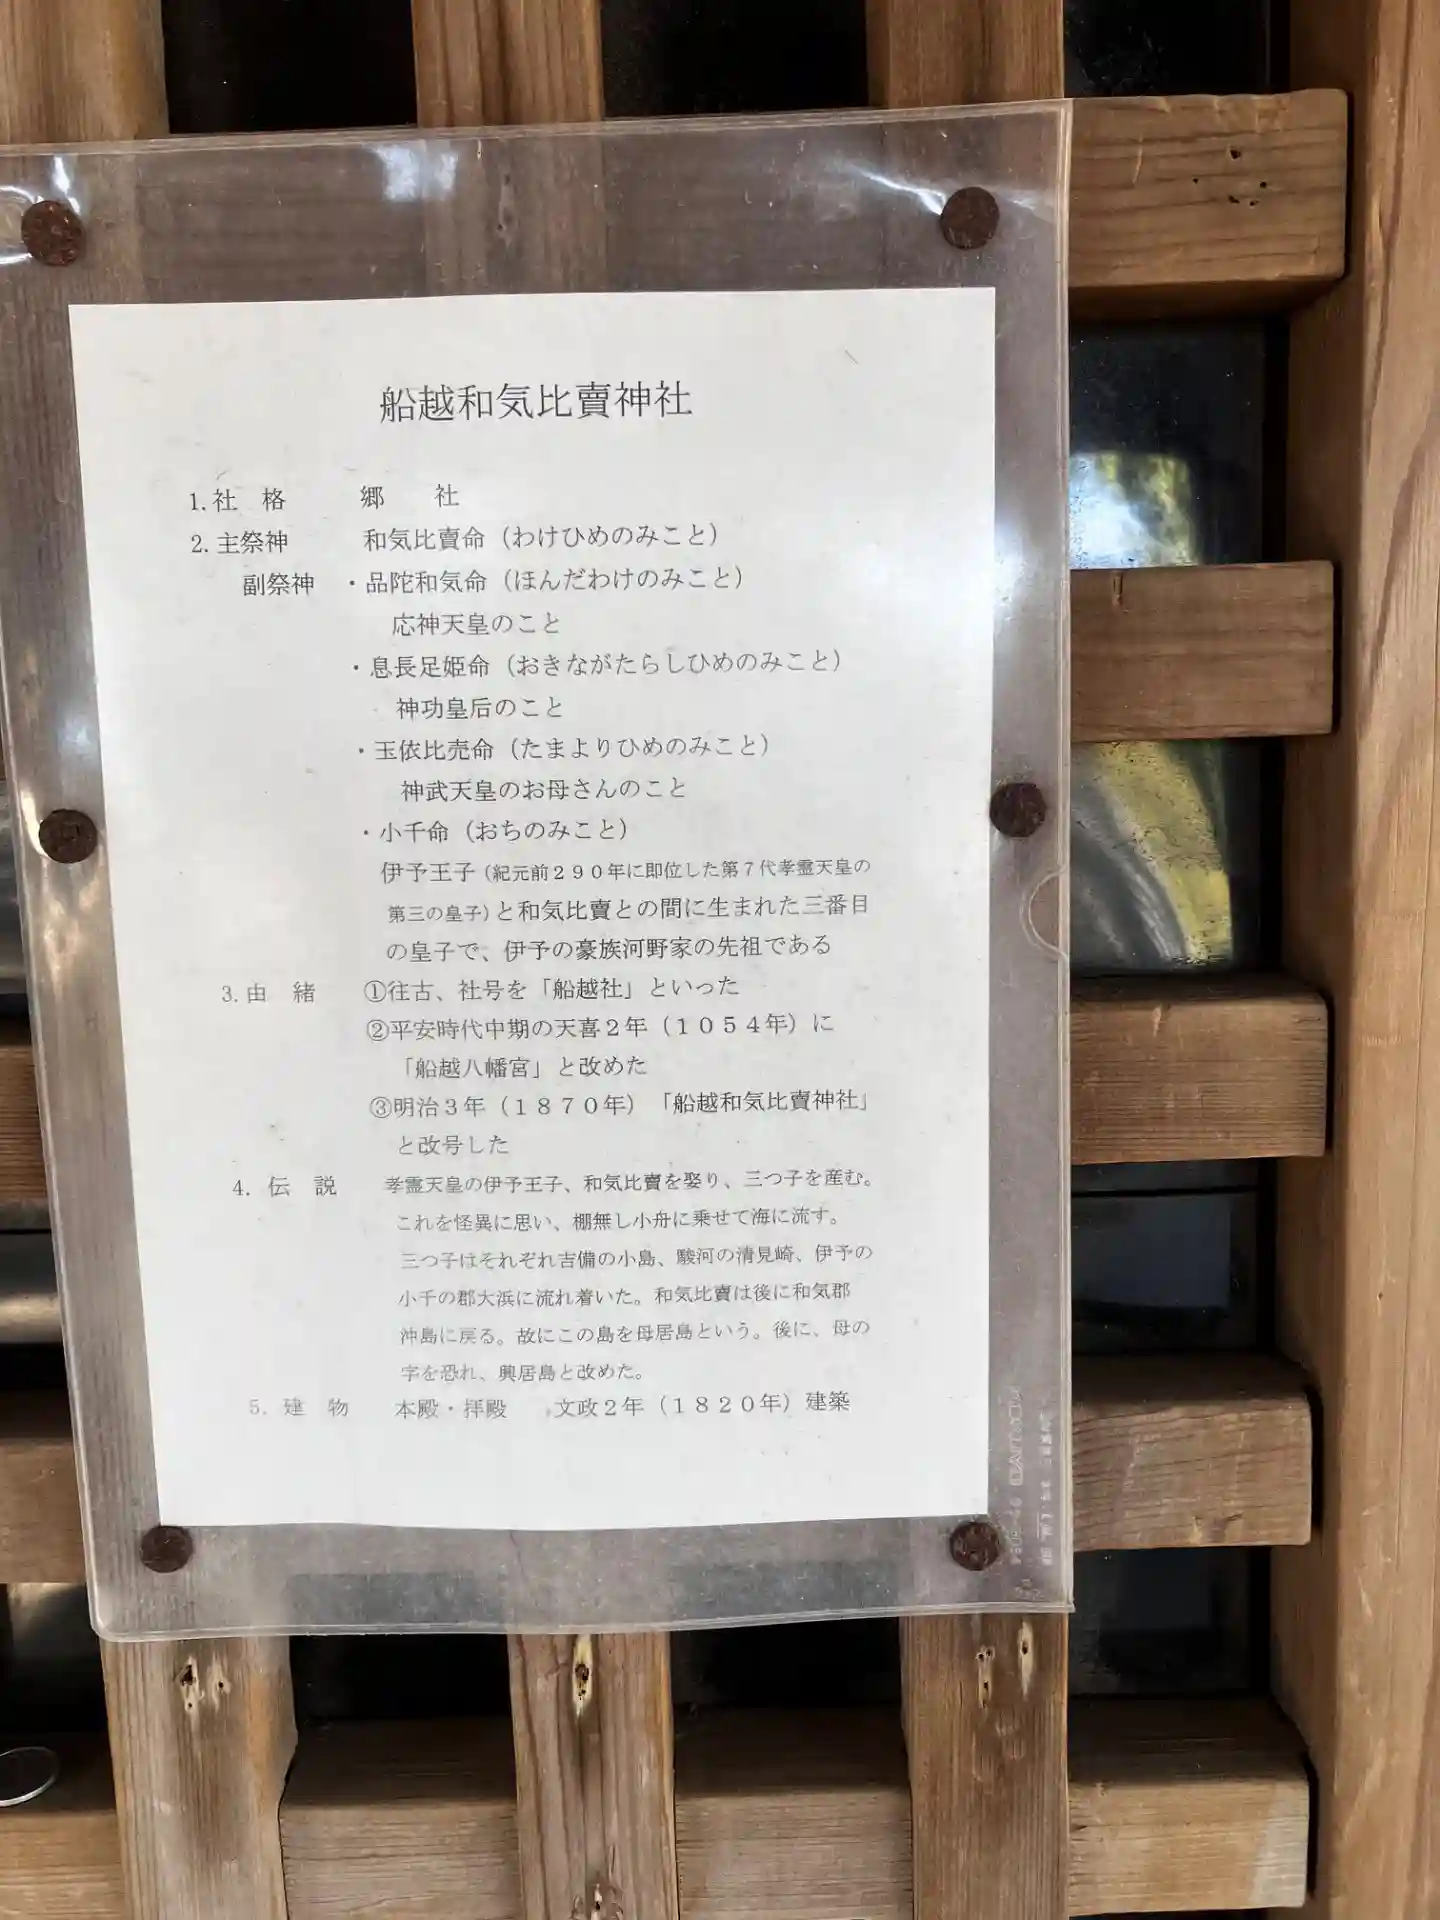 船越和気比賣神社
1.社　格　　　郷　　社
2.主祭神　　　和気比賣命（わけひめのみこと）
副祭神　・品陀和気命（ほんだわけのみこと）
応神天皇のこと
・息長足姫命（おきながたらしひめのみこと）
神功皇后のこと
・玉依比売命（たまよりひめのみこと）
神武天皇のお母さんのこと
・小千命（おちのみこと）
伊予王子（紀元前２９０年に即位した第７代孝霊天皇の
第三の皇子）と和気比賣との間に生まれた三番目
の皇子で、伊予の豪族河野家の先祖である
3.由　緒　　①往古、社号を「船越社」といった
②平安時代中期の天喜２年（１０５４年）に
「船越八幡宮」と改めた
③明治３年（１８７０年）「船越和気比賣神社」
と改号した
4.伝　説　　孝霊天皇の伊予王子、和気比賣を娶り、三つ子を産む。
これを怪異に思い、棚無し小舟に乗せて海に流す。
三つ子はそれぞれ吉備の小島、駿河の清見崎、伊予の
小千の郡大浜に流れ着いた。和気比賣は後に和気郡
沖島に戻る。故にこの島を母居島という。後に、母の
字を恐れ、興居島と改めた。
5.建　物　　本殿・拝殿　　文政２年（１８２０年）建築